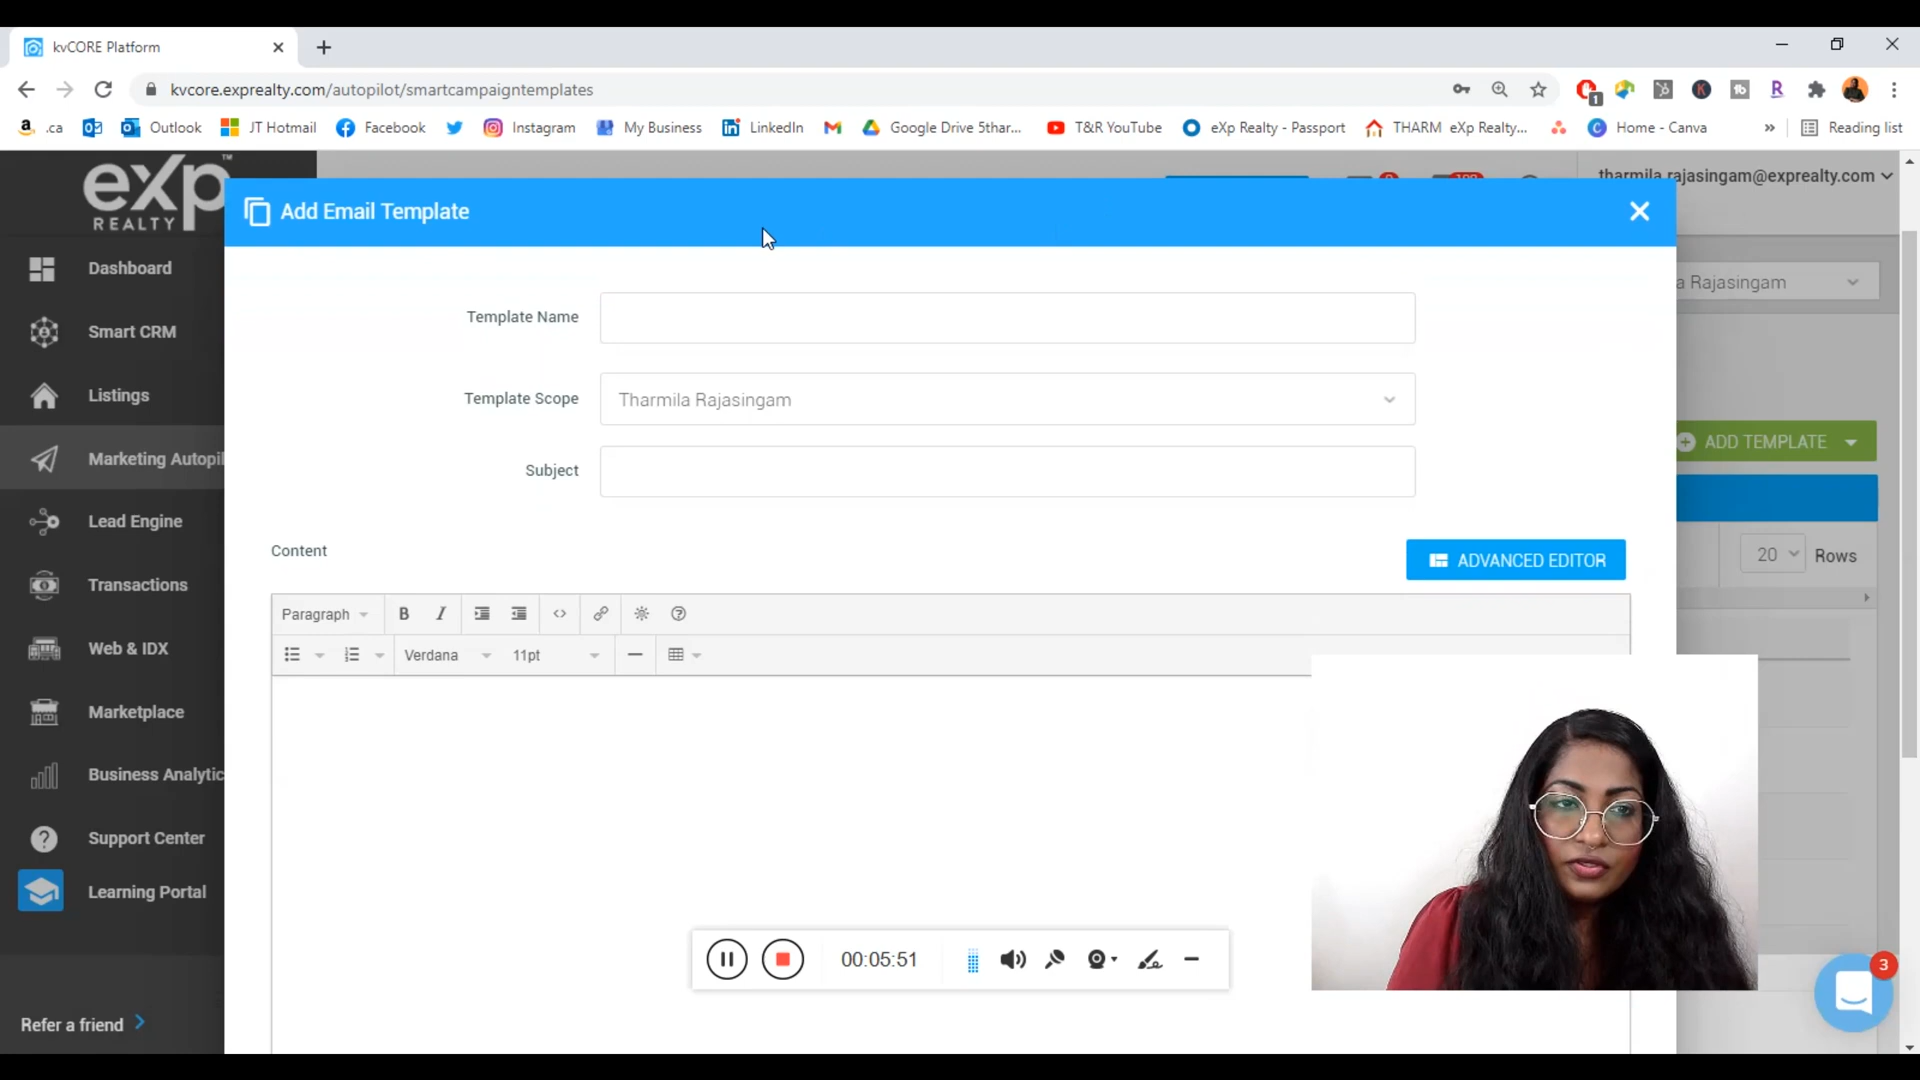 kvCORE Platform
kvcore.exprealty.com/autopilot/smartcampaigntemplates
1
K
R
a
.ca
Outlook
JT Hotmail
Facebook
Instagram
My Business
LinkedIn
Google Drive 5thar...
T&R YouTube
eXp Realty - Passport
THARM eXp Realty...
Home - Canva
»
Reading list
eXp™
REALTY
tharmila.rajasingam@exprealty.com
Add Email Template
Dashboard
Smart CRM
Listings
Marketing Autopil
Lead Engine
Transactions
Web & IDX
Marketplace
Business Analytic
Support Center
Learning Portal
Refer a friend
Template Name
Template Scope
Tharmila Rajasingam
Subject
a Rajasingam
ADD TEMPLATE
20
Rows
Content
ADVANCED EDITOR
Paragraph
B
I
Verdana
11pt
00:05:51
3